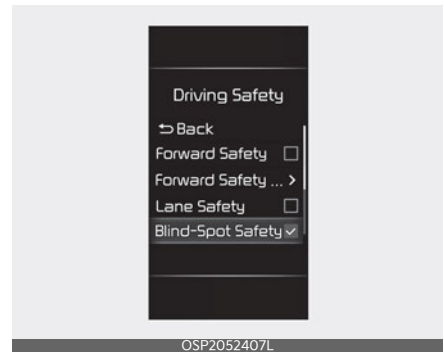 Driving Safety
Back
Forward Safety
Forward Safety ...
Lane Safety
Blind-Spot Safety
OSP2052407L